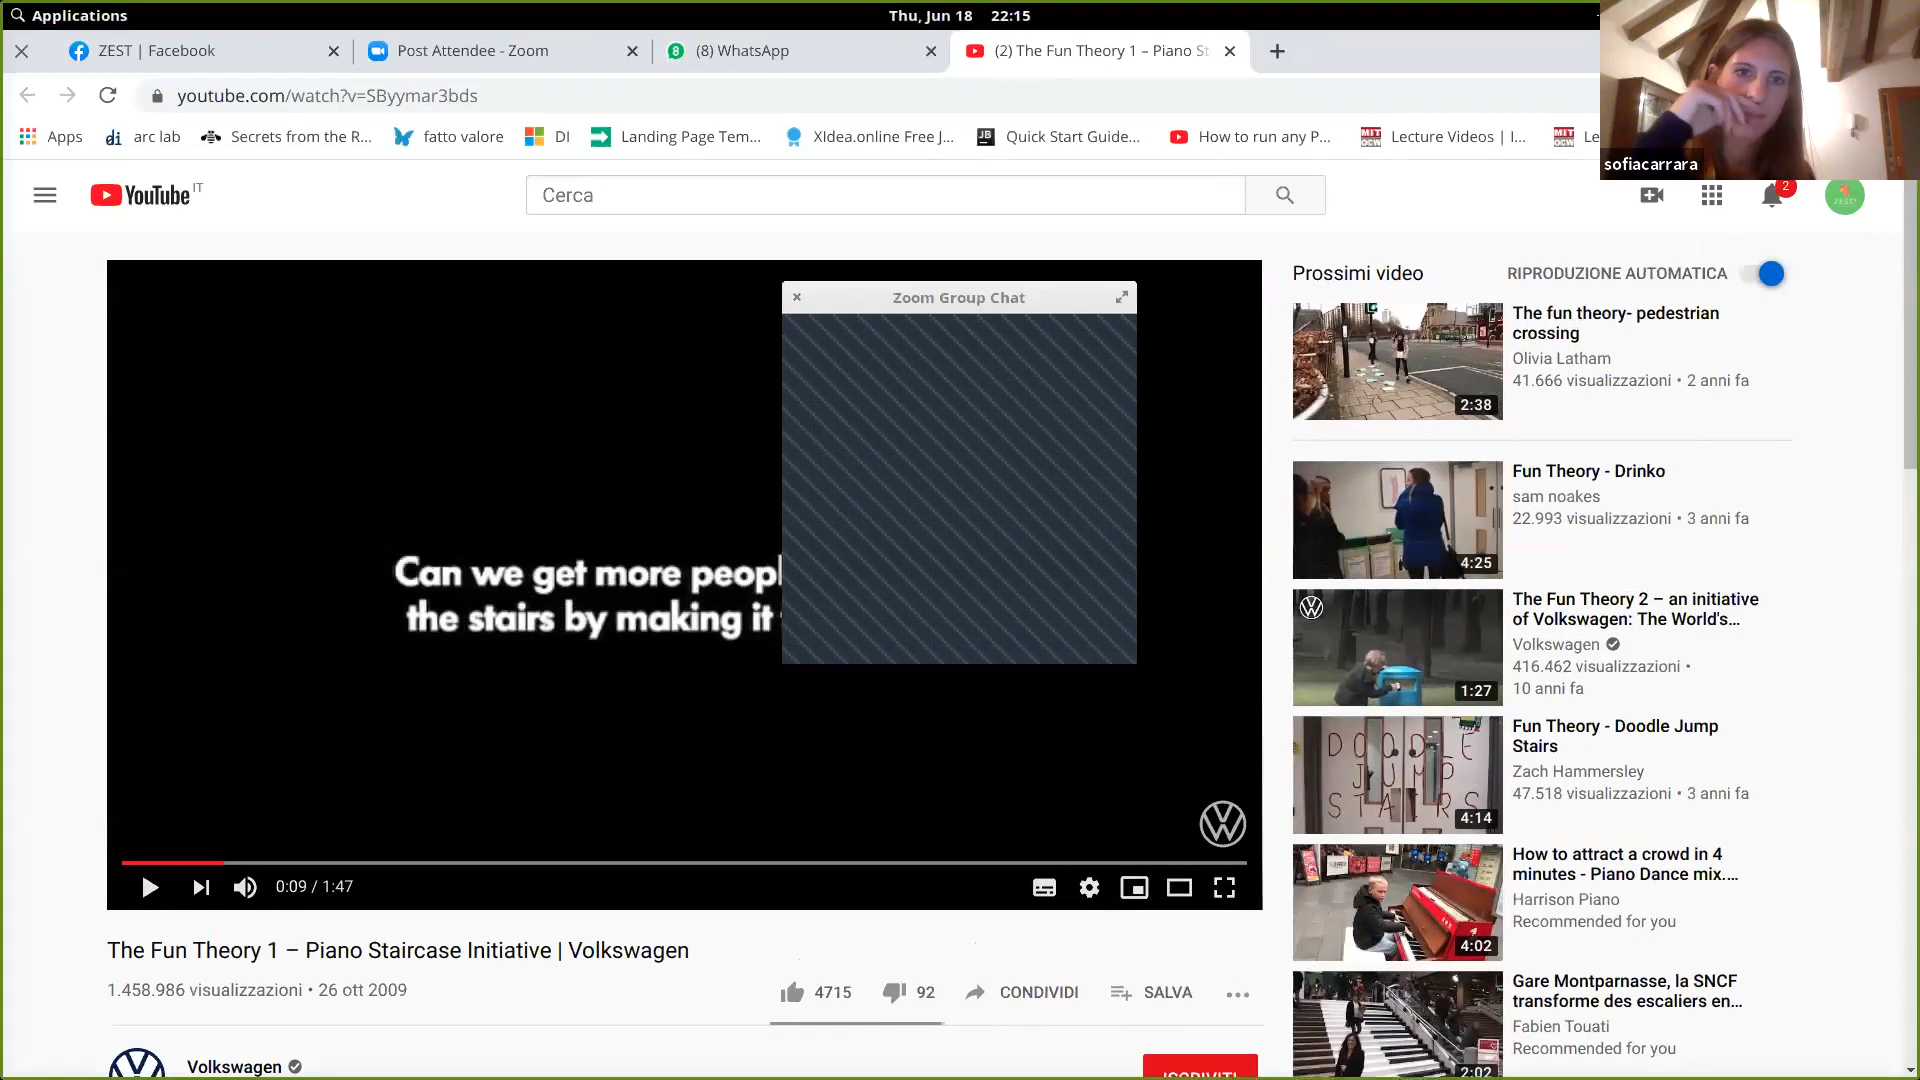 Applications
Thu, Jun 18 22:15
ZEST | Facebook
Post Attendee - Zoom
(8) WhatsApp
(2) The Fun Theory 1 – Piano St
youtube.com/watch?v=SByymar3bds
Apps
arc lab
Secrets from the R...
fatto valore
DI
Landing Page Tem...
XIdea.online Free J...
Quick Start Guide...
How to run any P...
Lecture Videos | I...
Le
sofiacarrara
YouTube IT
Cerca
2
ZEST!
Zoom Group Chat
Can we get more peopl
the stairs by making it
0:09 / 1:47
The Fun Theory 1 – Piano Staircase Initiative | Volkswagen
1.458.986 visualizzazioni • 26 ott 2009
4715
92
CONDIVIDI
SALVA
Volkswagen
ISCRIVITI
Prossimi video
RIPRODUZIONE AUTOMATICA
2:38
The fun theory- pedestrian
crossing
Olivia Latham
41.666 visualizzazioni • 2 anni fa
4:25
Fun Theory - Drinko
sam noakes
22.993 visualizzazioni • 3 anni fa
1:27
The Fun Theory 2 – an initiative
of Volkswagen: The World's...
Volkswagen
416.462 visualizzazioni •
10 anni fa
DOODLE
JUMP
STAIRS
4:14
Fun Theory - Doodle Jump
Stairs
Zach Hammersley
47.518 visualizzazioni • 3 anni fa
4:02
How to attract a crowd in 4
minutes - Piano Dance mix....
Harrison Piano
Recommended for you
2:02
Gare Montparnasse, la SNCF
transforme des escaliers en...
Fabien Touati
Recommended for you